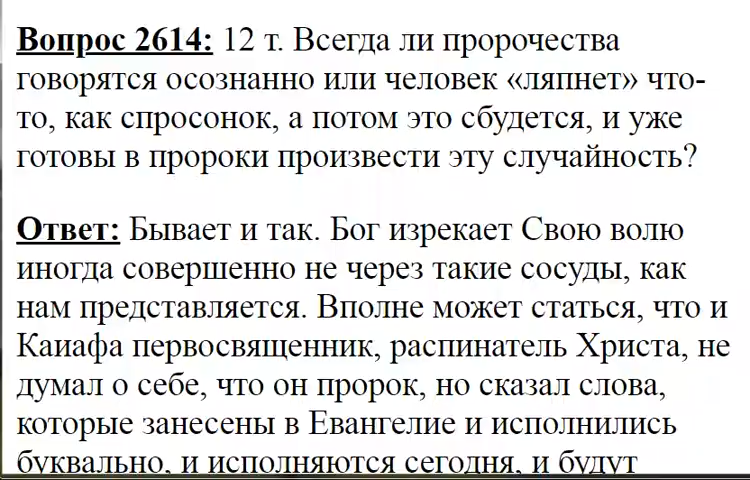 Вопрос 2614: 12 т. Всегда ли пророчества
говорятся осознанно или человек «ляпнет» что-
то, как спросонок, а потом это сбудется, и уже
готовы в пророки произвести эту случайность?
Ответ: Бывает и так. Бог изрекает Свою волю
иногда совершенно не через такие сосуды, как
нам представляется. Вполне может статься, что и
Каиафа первосвященник, распинатель Христа, не
думал о себе, что он пророк, но сказал слова,
которые занесены в Евангелие и исполнились
буквально, и исполняются сегодня, и будут